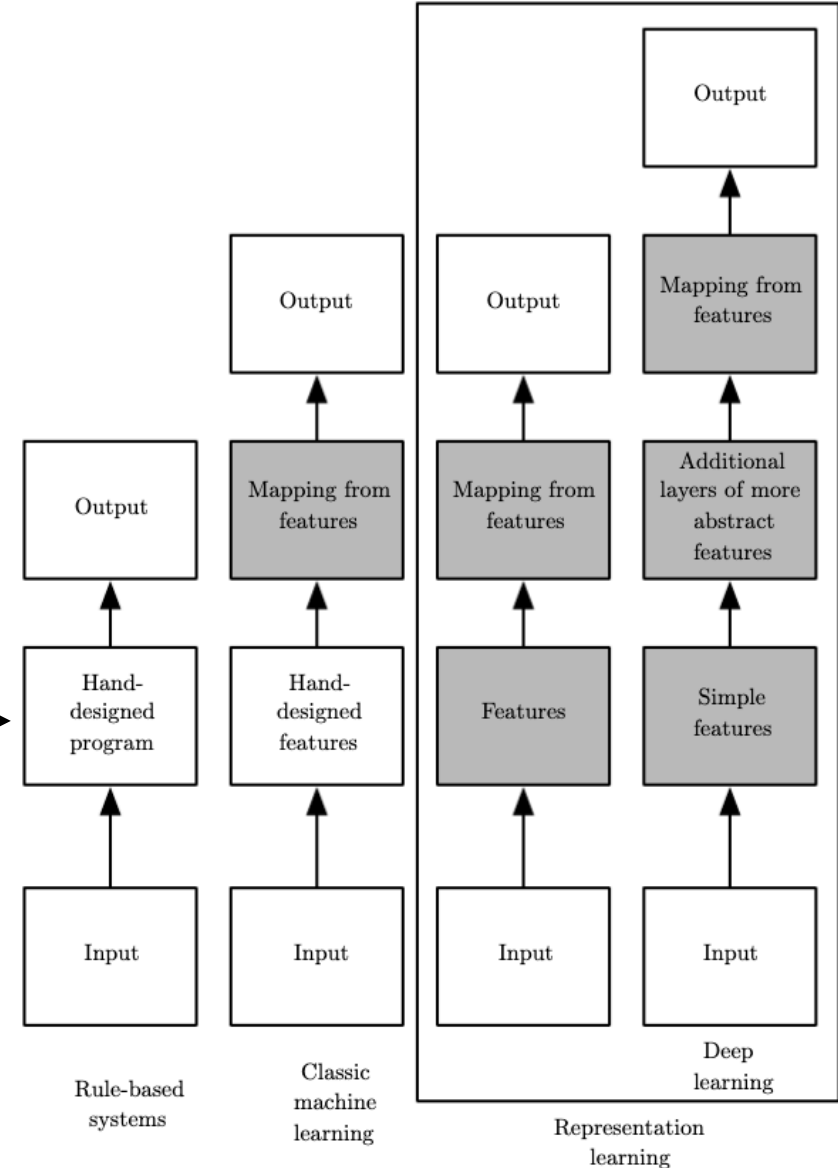 Output
Mapping from
features
Output
Output
Additional
layers of more
abstract
features
Mapping from
features
Mapping from
features
Output
Simple
features
Features
Hand-
designed
features
Hand-
designed
program
Input
Input
Input
Input
Rule-based
systems
Classic
machine
learning
Deep
learning
Representation
learning